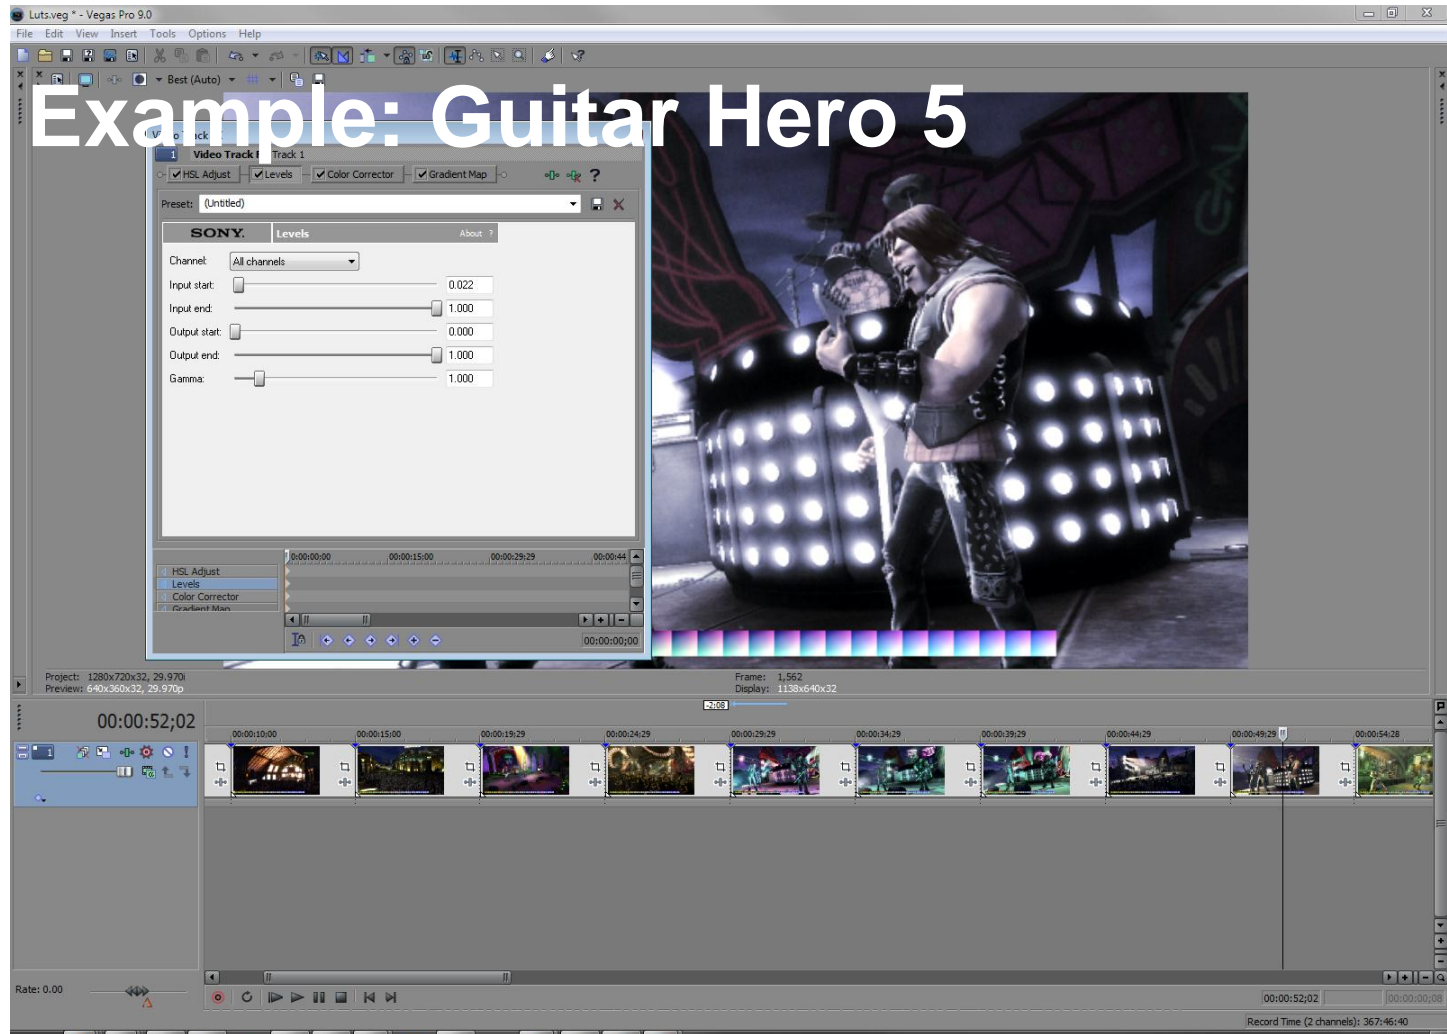 Luts.veg * - Vegas Pro 9.0
File Edit View Insert Tools Options Help
Best (Auto)
Example: Guitar Hero 5
1 Video Track Track 1
HSL Adjust Levels Color Corrector Gradient Map ?
Preset: (Untitled)
SONY. Levels About ?
Channel: All channels
Input start: 0.022
Input end: 1.000
Output start: 0.000
Output end: 1.000
Gamma: 1.000
0:00:00:00 00:00:15:00 00:00:29:29 00:00:44
HSL Adjust
Levels
Color Corrector
Gradient Map
00:00:00;00
Project: 1280x720x32, 29.970i
Preview: 640x360x32, 29.970p
Frame: 1,562
Display: 1138x640x32
-2:08
00:00:52;02
00:00:10:00 00:00:15:00 00:00:19:29 00:00:24:29 00:00:29:29 00:00:34:29 00:00:39:29 00:00:44:29 00:00:49:29 00:00:54:28
1
Rate: 0.00
00:00:52;02 00:00:00;08
Record Time (2 channels): 367:46:40